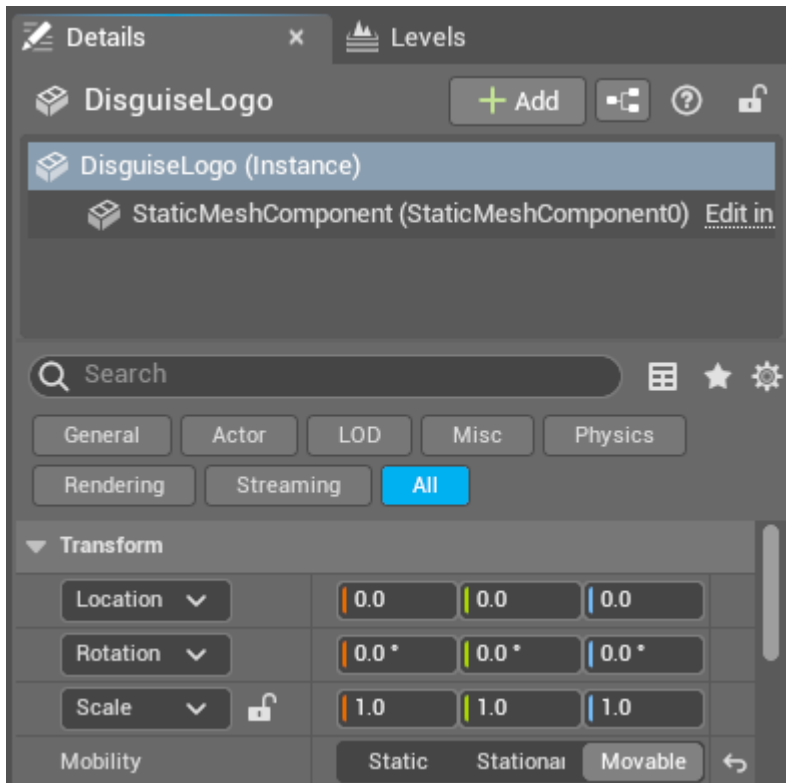 Details Levels
DisguiseLogo Add
DisguiseLogo (Instance)
StaticMeshComponent (StaticMeshComponent0) Edit in
Search
General Actor LOD Misc Physics
Rendering Streaming All
Transform
Location 0.0 0.0 0.0
Rotation 0.0 ° 0.0 ° 0.0 °
Scale 1.0 1.0 1.0
Mobility Static Stationar Movable